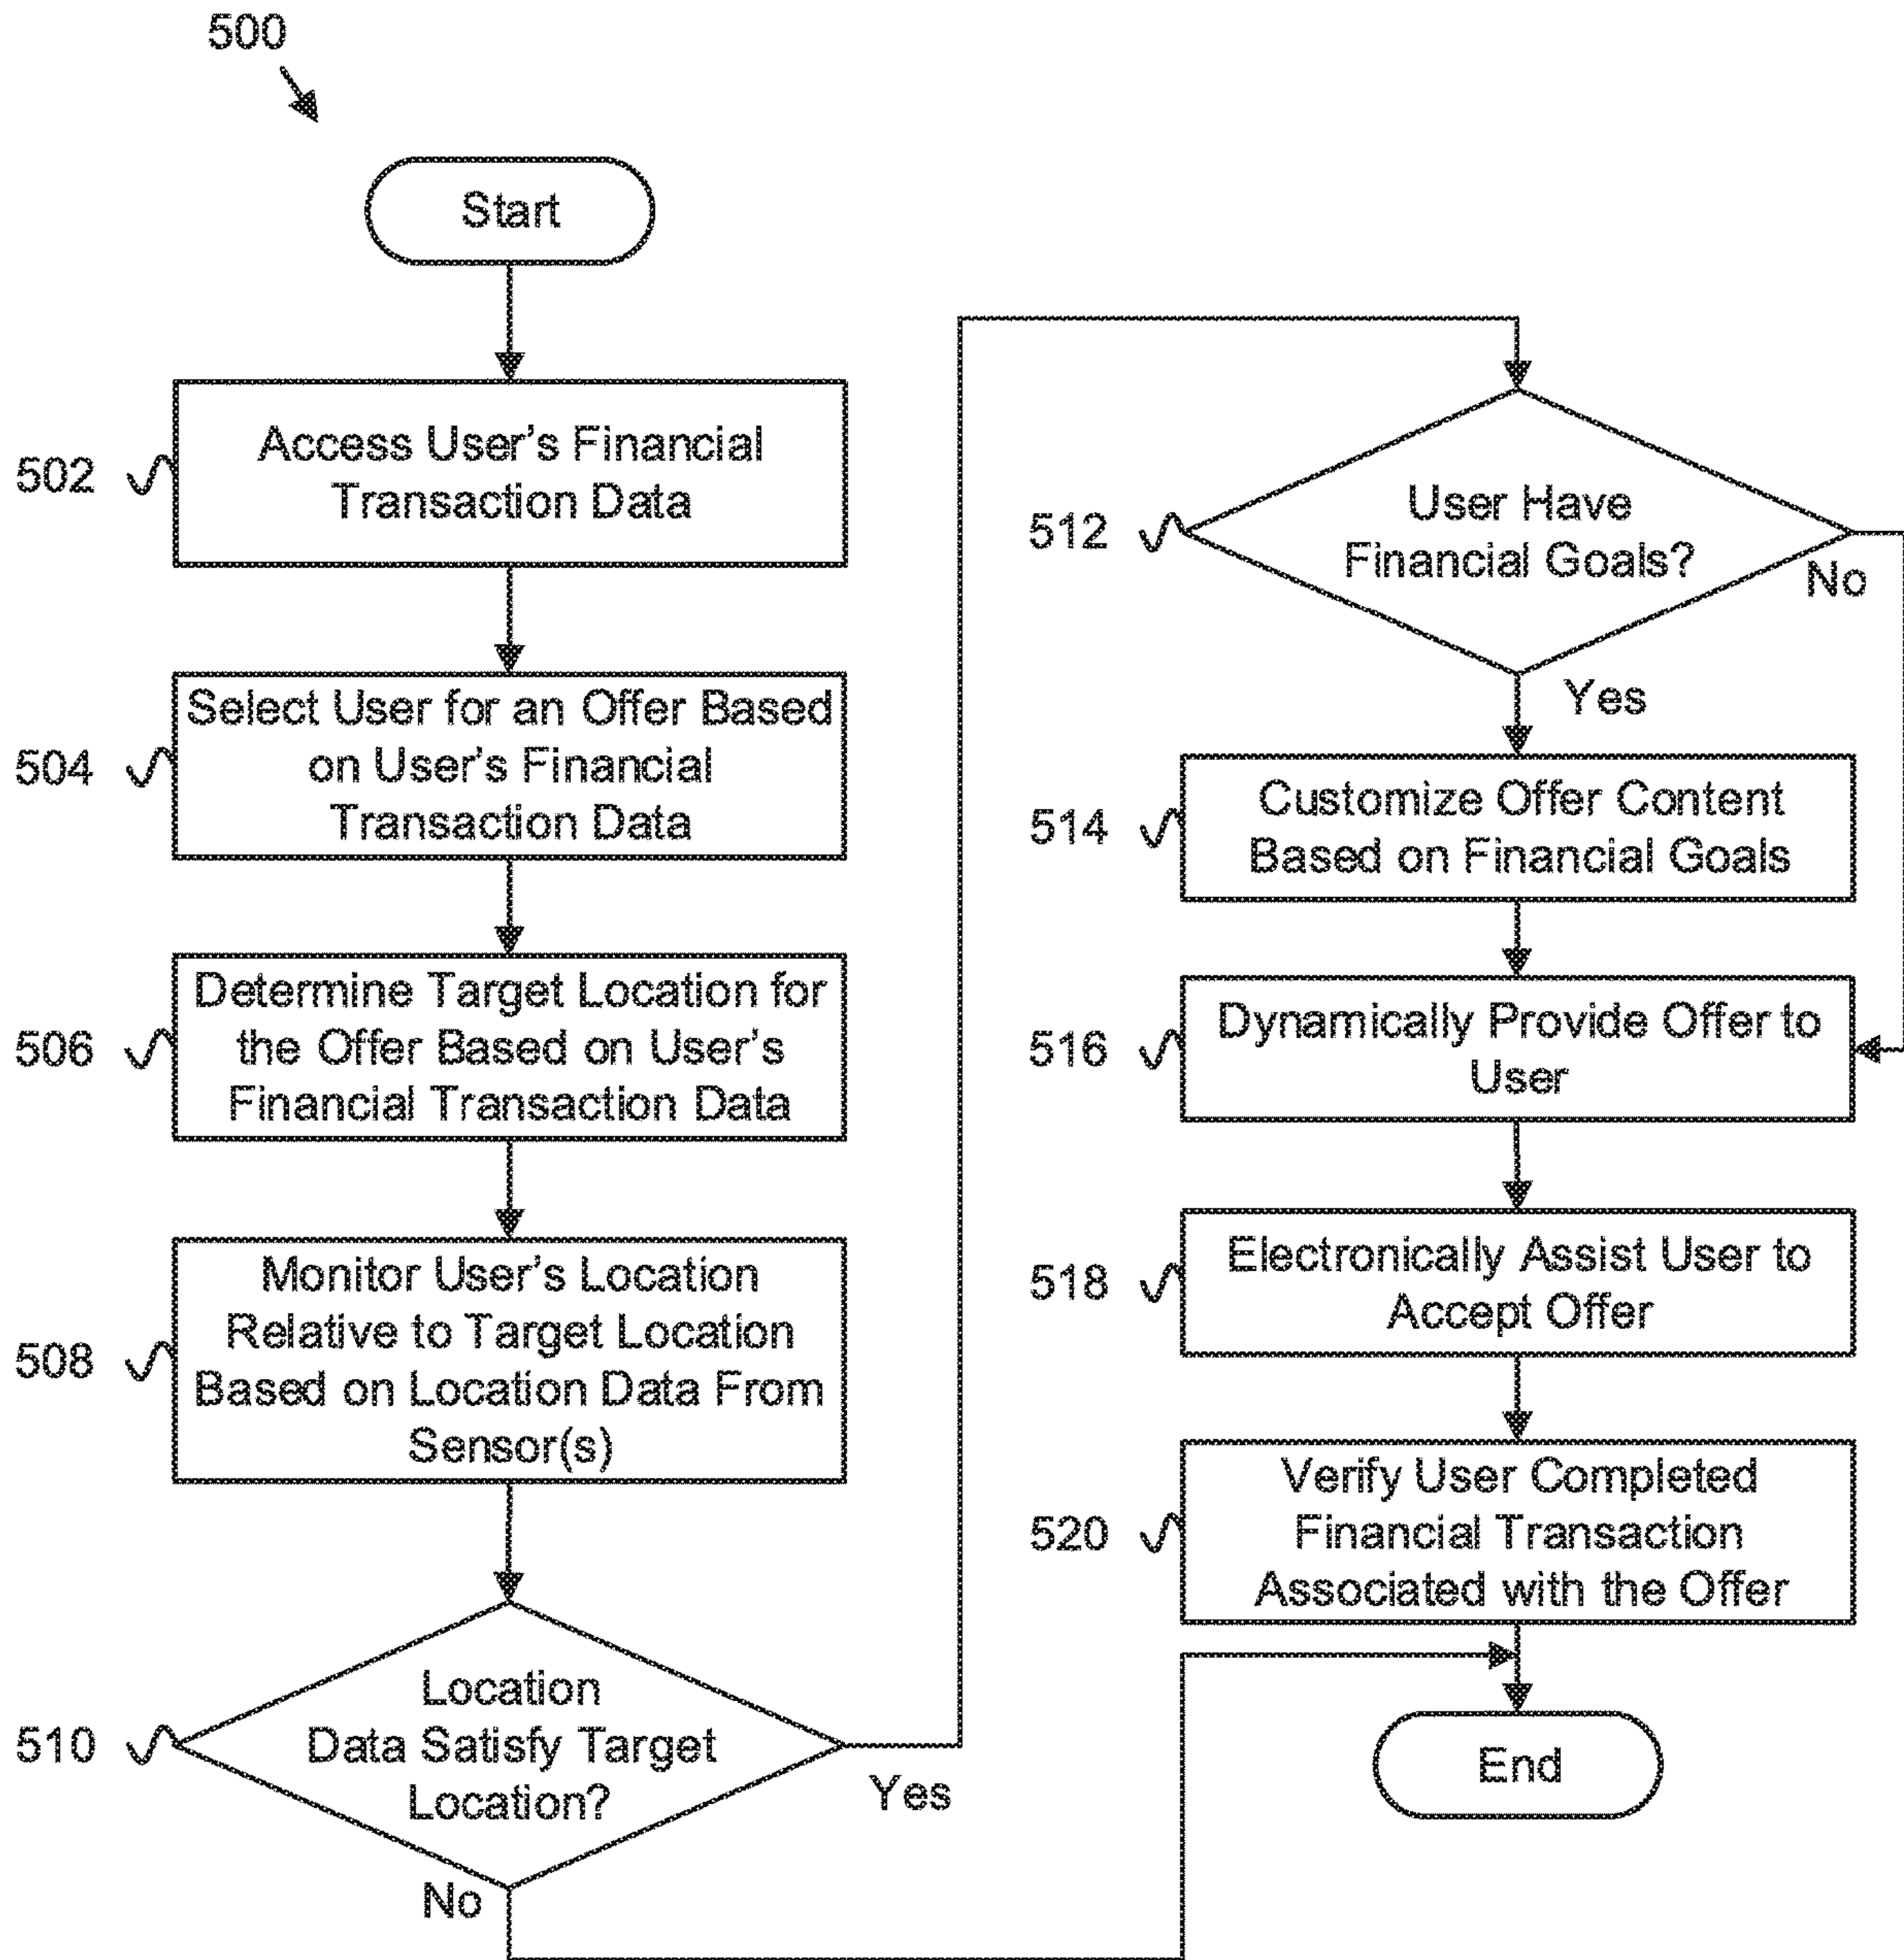 500
Start
502
Access User's Financial
Transaction Data
504
Select User for an Offer Based
on User's Financial
Transaction Data
506
Determine Target Location for
the Offer Based on User's
Financial Transaction Data
508
Monitor User's Location
Relative to Target Location
Based on Location Data From
Sensor(s)
510
Location
Data Satisfy Target
Location?
Yes
No
512
User Have
Financial Goals?
No
Yes
514
Customize Offer Content
Based on Financial Goals
516
Dynamically Provide Offer to
User
518
Electronically Assist User to
Accept Offer
520
Verify User Completed
Financial Transaction
Associated with the Offer
End